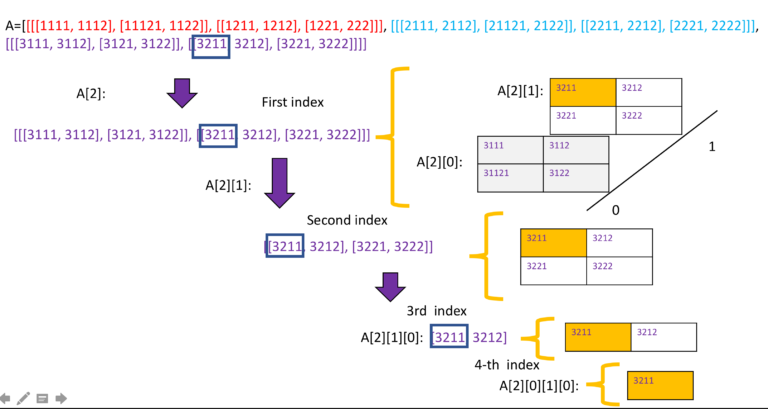 A=[[[[1111, 1112], [11121, 1122]], [[1211, 1212], [1221, 222]]], [[[2111, 2112], [21121, 2122]], [[2211, 2212], [2221, 2222]]],
[[[3111, 3112], [3121, 3122]], [[3211, 3212], [3221, 3222]]]]
A[2]:
First index
[[[3111, 3112], [3121, 3122]], [[3211, 3212], [3221, 3222]]]
A[2][1]:
3211 3212
3221 3222
A[2][0]:
3111 3112
31121 3122
1
0
A[2][1]:
Second index
[[3211, 3212], [3221, 3222]]
3211 3212
3221 3222
3rd index
A[2][1][0]: [3211 3212]
3211 3212
4-th index
A[2][0][1][0]:
3211